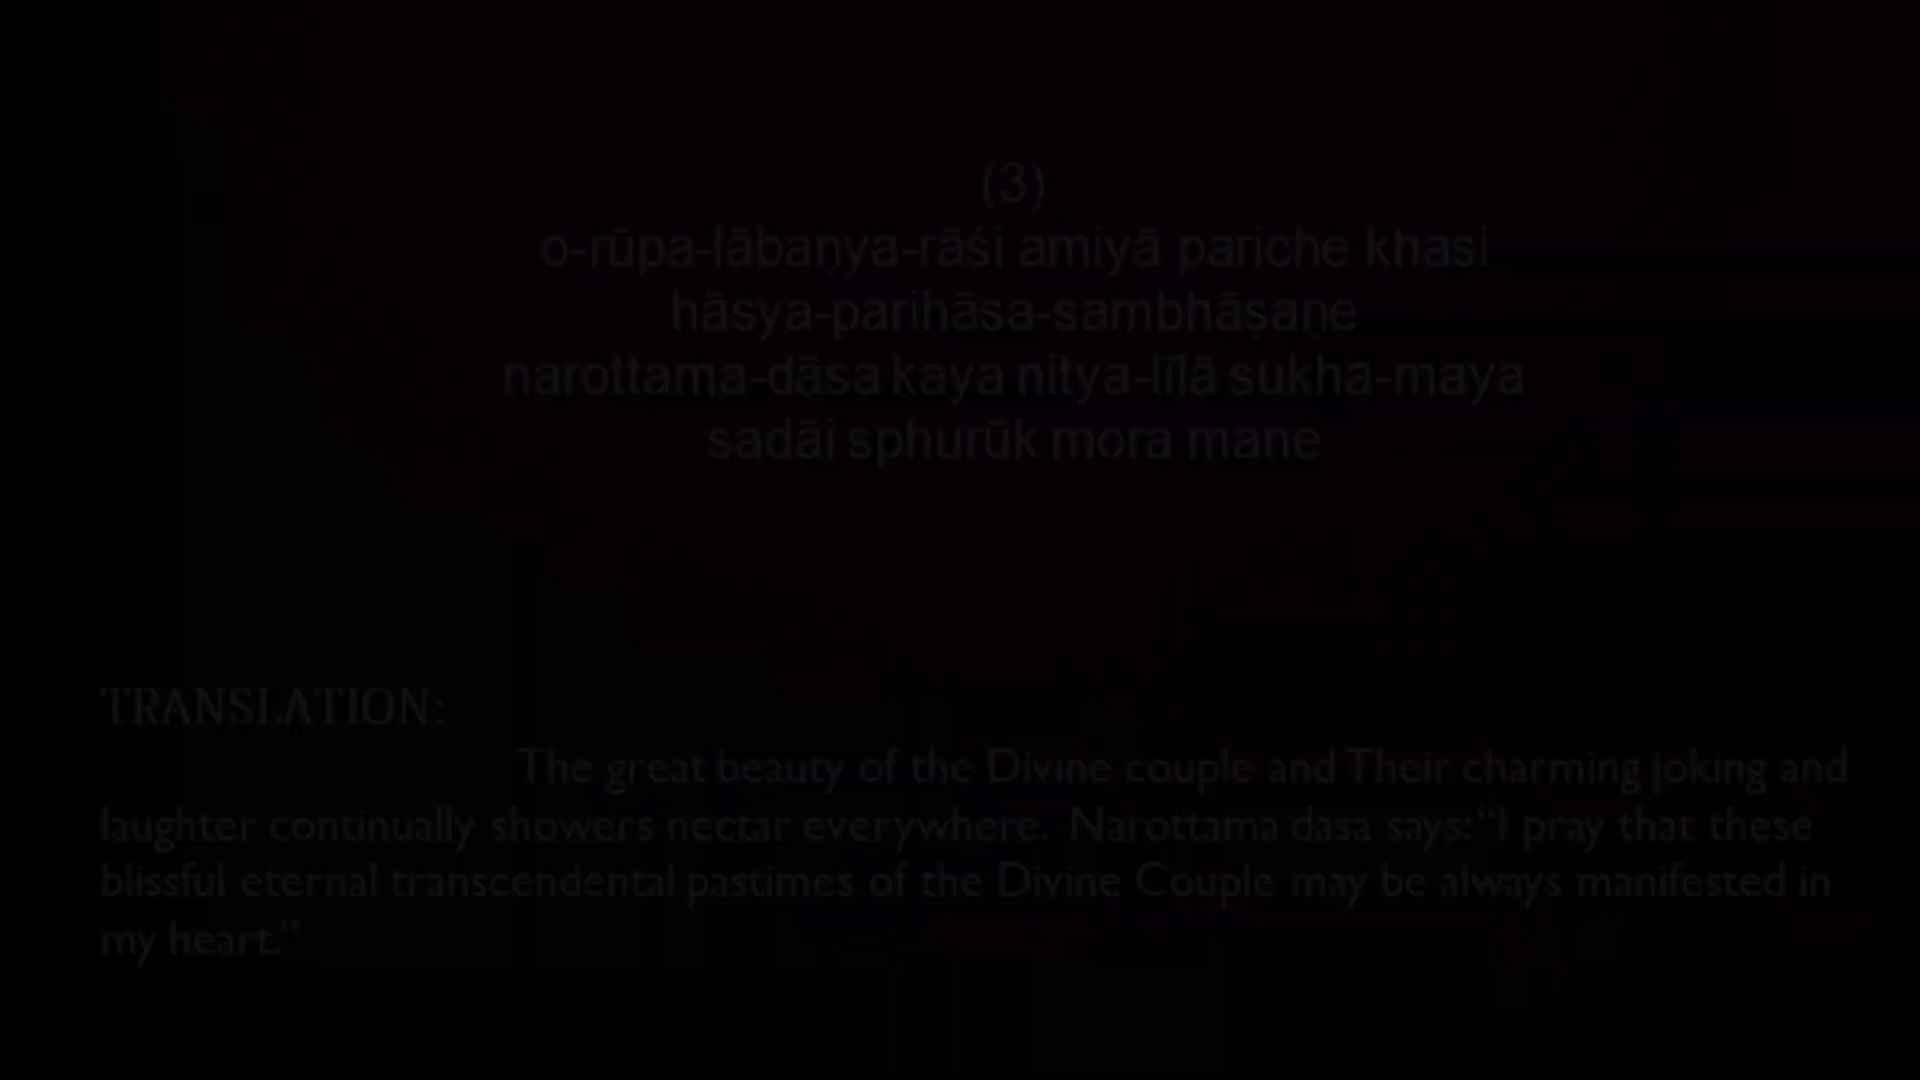 (3)
o-rūpa-lābaṇya-rāśi amiyā pariche khasi
hāsya-parihāsa-sambhāṣaṇe
narottama-dāsa kaya nitya-līlā sukha-maya
sadāi sphurūk mora mane
TRANSLATION:
The great beauty of the Divine couple and Their charming joking and
laughter continually showers nectar everywhere. Narottama dasa says: "I pray that these
blissful eternal transcendental pastimes of the Divine Couple may be always manifested in
my heart."